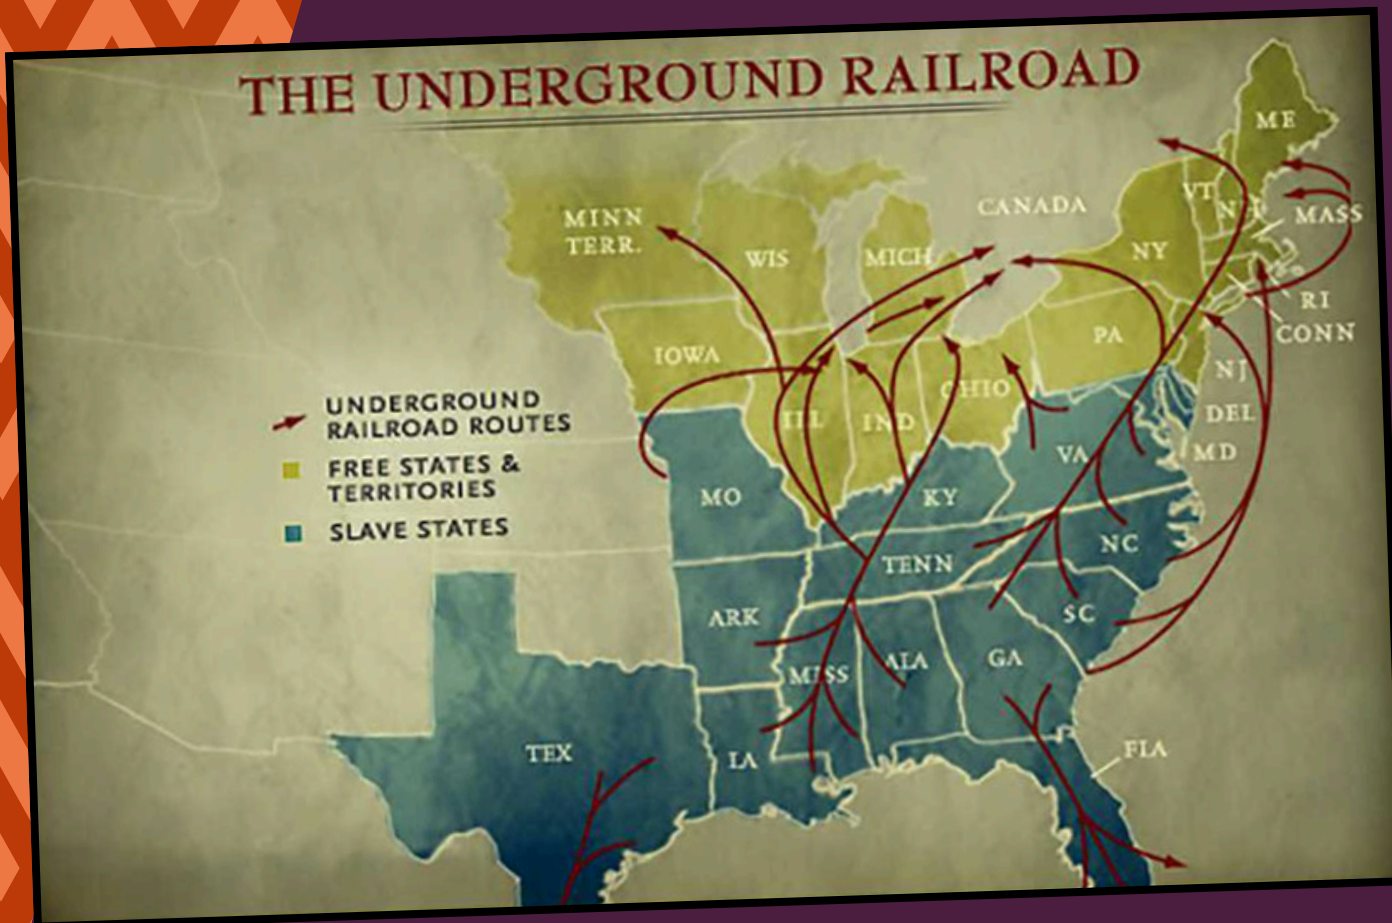 THE UNDERGROUND RAILROAD
ME
VT
NH
MASS
CANADA
MINN
TERR.
WIS
MICH
NY
RI
CONN
IOWA
PA
NJ
UNDERGROUND
RAILROAD ROUTES
FREE STATES &
TERRITORIES
SLAVE STATES
ILL
IND
OHIO
DEL
MD
VA
MO
KY
NC
TENN
ARK
SC
MISS
ALA
GA
TEX
LA
FLA